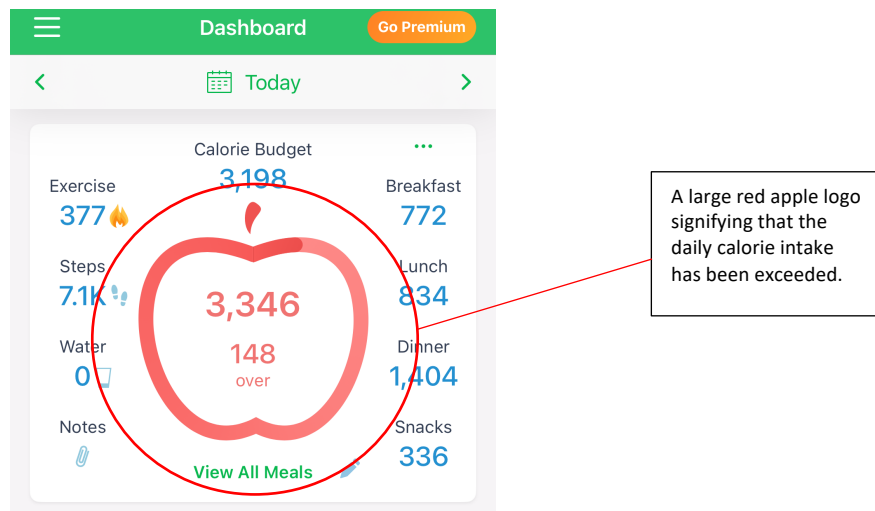 Dashboard
Go Premium
Today
Calorie Budget
3,198
Exercise
377
Breakfast
772
Steps
7.1K
Lunch
834
3,346
148
over
Water
0
Dinner
1,404
Notes
Snacks
336
View All Meals
A large red apple logo
signifying that the
daily calorie intake
has been exceeded.